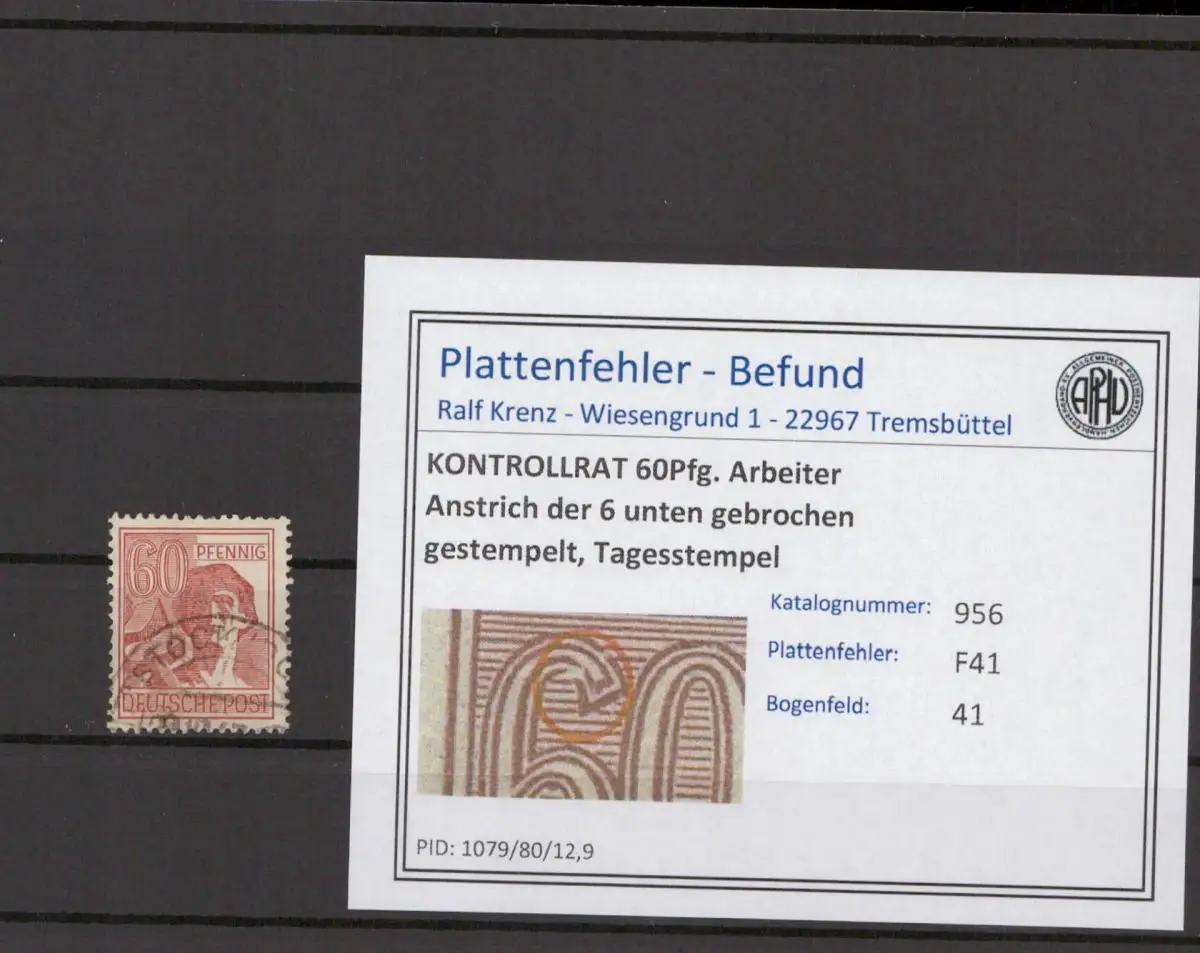 60 PFENNIG
DEUTSCHE POST
Plattenfehler - Befund
Ralf Krenz - Wiesengrund 1 - 22967 Tremsbüttel
APHV
KONTROLLRAT 60Pfg. Arbeiter
Anstrich der 6 unten gebrochen
gestempelt, Tagesstempel
Katalognummer: 956
Plattenfehler: F41
Bogenfeld: 41
PID: 1079/80/12,9